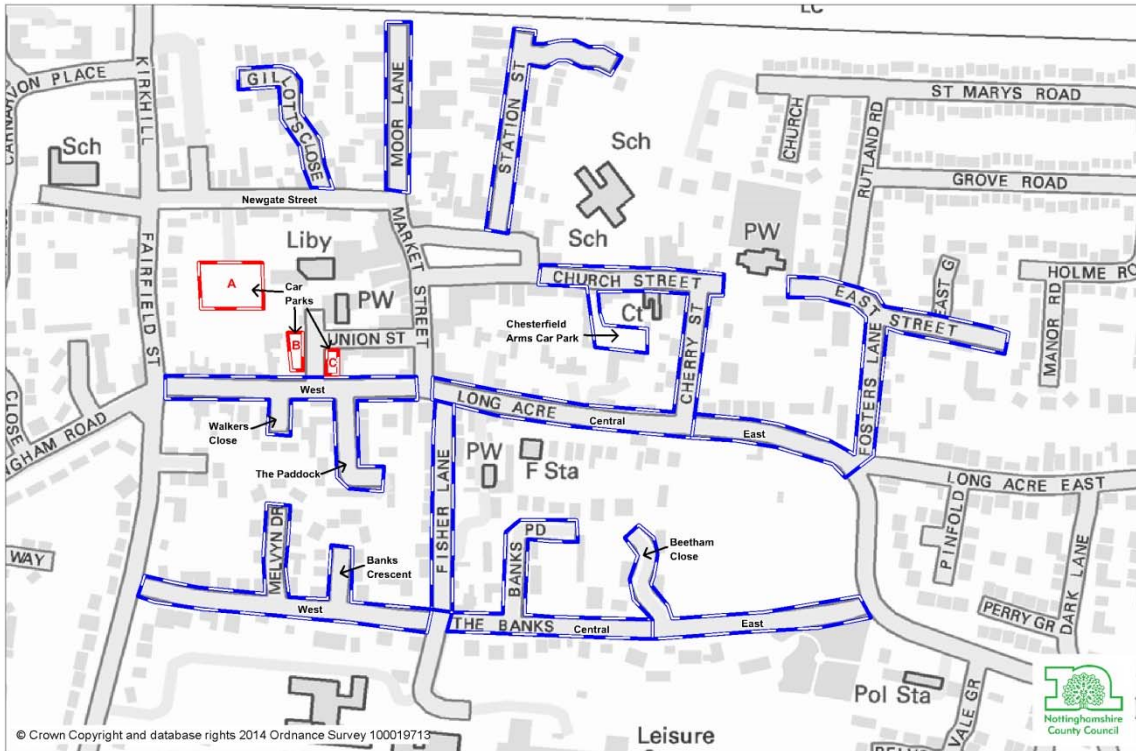 LC
CARNARVON PLACE
KIRKHILL
GILLOTTS CLOSE
MOOR LANE
STATION ST
ST MARYS ROAD
CHURCH
RUTLAND RD
GROVE ROAD
Sch
Sch
Sch
Newgate Street
MARKET STREET
PW
HOLME RO
MANOR RD
EAST G
EAST STREET
FAIRFIELD ST
Liby
A
Car
Parks
PW
CHURCH STREET
Ct
Chesterfield
Arms Car Park
CHERRY ST
FOSTERS LANE
B
C
UNION ST
West
LONG ACRE
Central
East
CLOSE
INGHAM ROAD
Walkers
Close
The Paddock
FISHER LANE
PW
F Sta
LONG ACRE EAST
PINFOLD
DARK LANE
WAY
MELVYN DR
Banks
Crescent
BANKS PD
Beetham
Close
PERRY GR
West
THE BANKS
Central
East
Pol Sta
VALE GR
Leisure
Nottinghamshire
County Council
© Crown Copyright and database rights 2014 Ordnance Survey 100019713